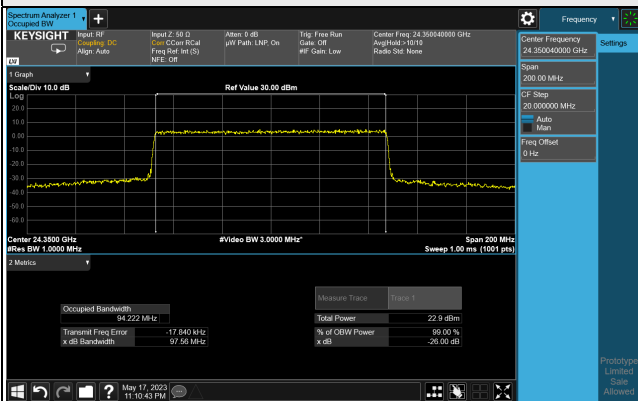 Spectrum Analyzer 1
Occupied BW
+
Frequency
KEYSIGHT
Input: RF
Coupling: DC
Align: Auto
Input Z: 50 Ω
Corr CCorr RCal
Freq Ref: Int (S)
NFE: Off
Atten: 0 dB
µW Path: LNP, On
Trig: Free Run
Gate: Off
#IF Gain: Low
Center Freq: 24.350040000 GHz
Avg|Hold:>10/10
Radio Std: None
Center Frequency
24.350040000 GHz
Settings
Span
200.00 MHz
CF Step
20.000000 MHz
Auto
Man
Freq Offset
0 Hz
1 Graph
Scale/Div 10.0 dB
Ref Value 30.00 dBm
Log
20.0
10.0
0.00
-10.0
-20.0
-30.0
-40.0
-50.0
-60.0
Center 24.3500 GHz
#Video BW 3.0000 MHz*
Span 200 MHz
#Res BW 1.0000 MHz
Sweep 1.00 ms (1001 pts)
2 Metrics
Measure Trace
Trace 1
Occupied Bandwidth
94.222 MHz
Total Power
22.9 dBm
Transmit Freq Error
-17.840 kHz
% of OBW Power
99.00 %
x dB Bandwidth
97.56 MHz
x dB
-26.00 dB
Prototype
Limited
Sale
Allowed
May 17, 2023
11:10:43 PM